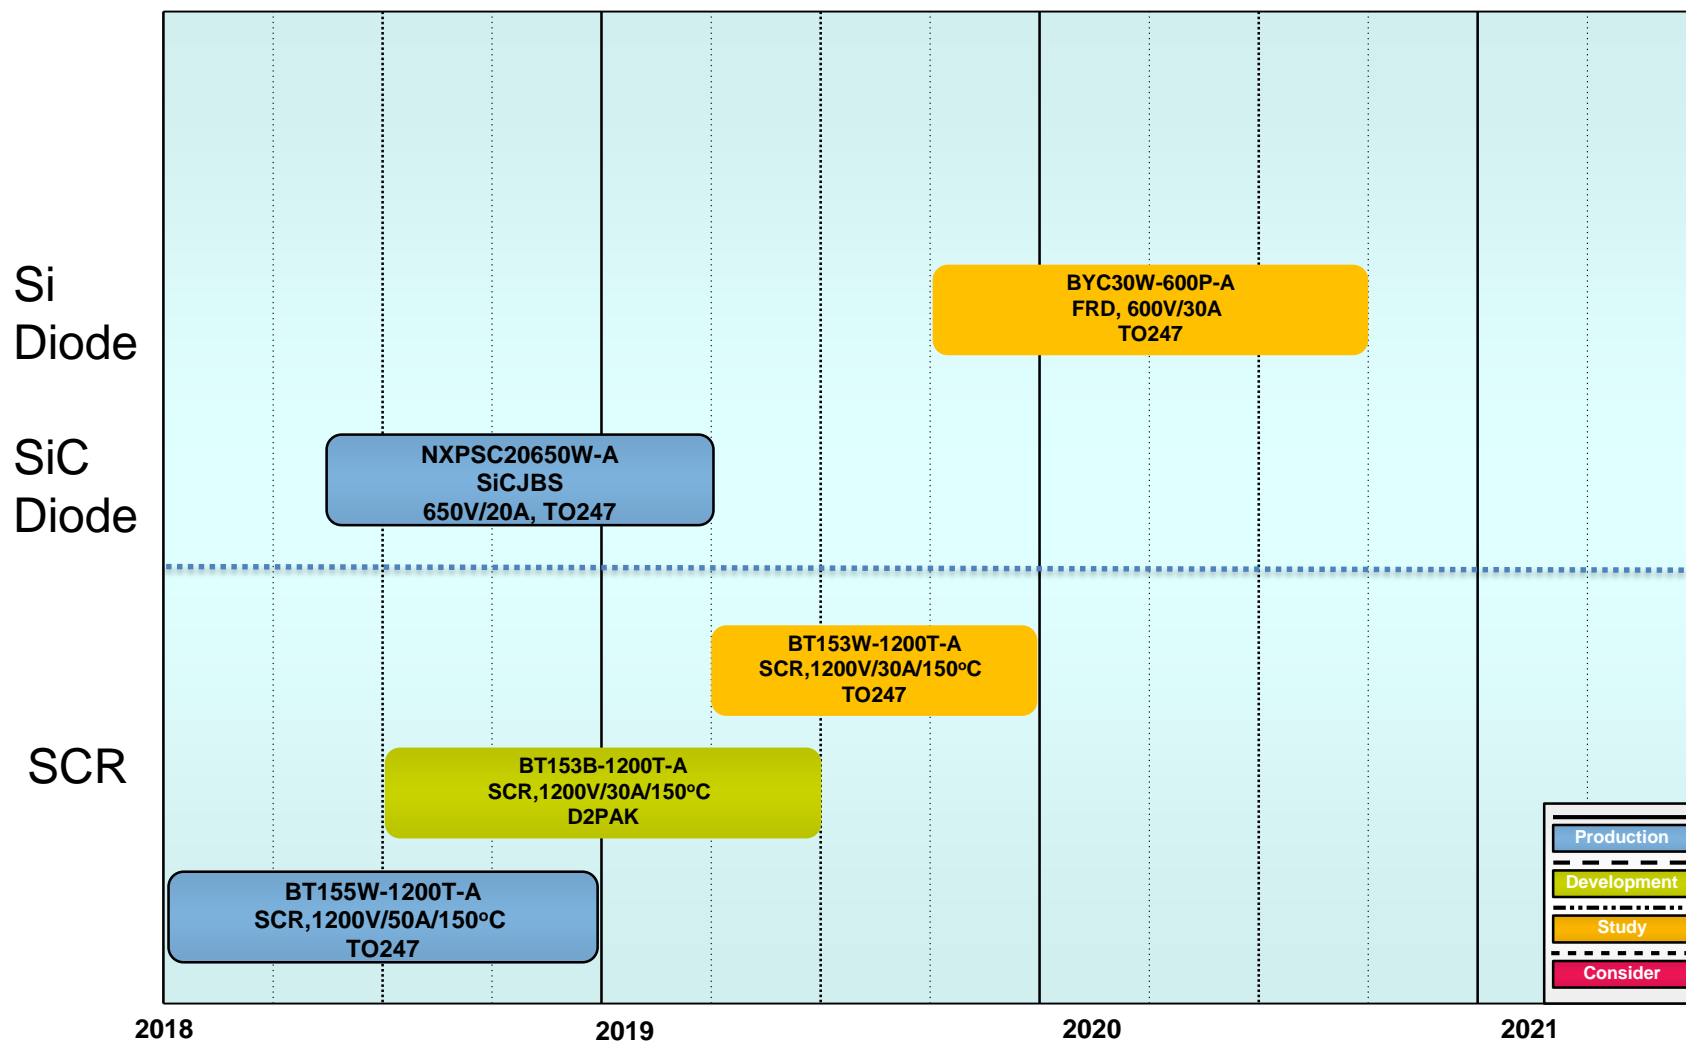 Si
Diode
BYC30W-600P-A
FRD, 600V/30A
TO247
SiC
Diode
NXPSC20650W-A
SiCJBS
650V/20A, TO247
SCR
BT153W-1200T-A
SCR,1200V/30A/150°C
TO247
BT153B-1200T-A
SCR,1200V/30A/150°C
D2PAK
BT155W-1200T-A
SCR,1200V/50A/150°C
TO247
Production
Development
Study
Consider
2018
2019
2020
2021